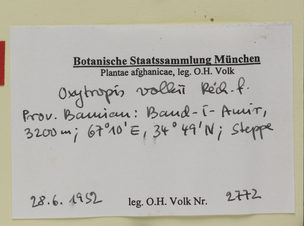 Botanische Staatssammlung München
Plantae afghanicae, leg. O.H. Volk
Oxytropis volkii Rech. f.
Prov. Bamian: Band-i-Amir,
3200 m; 67°10'E, 34°49'N; Steppe
28.6.1952 leg. O.H. Volk Nr. 2772